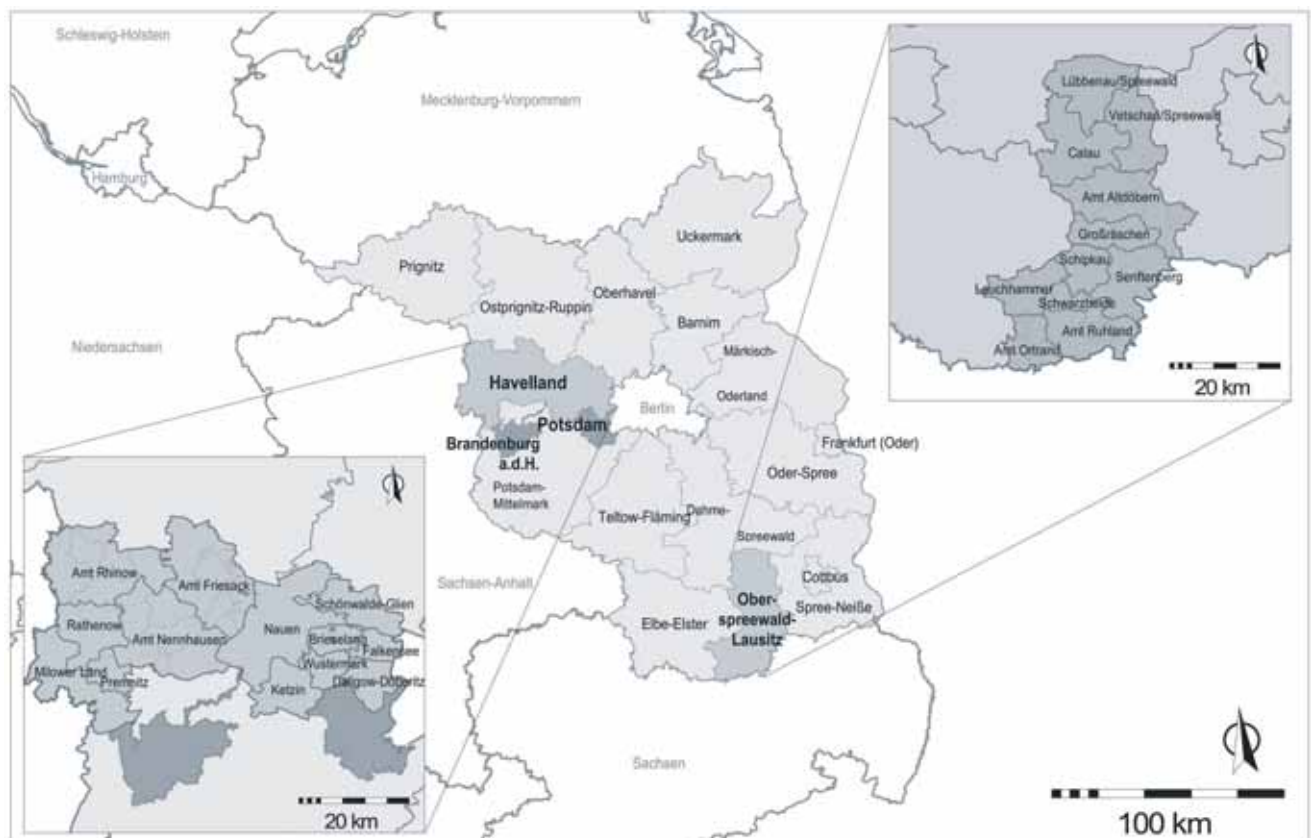 Schleswig-Holstein
Mecklenburg-Vorpommern
Hamburg
Niedersachsen
Prignitz
Ostprignitz-Ruppin
Oberhavel
Uckermark
Barnim
Märkisch-
Oderland
Havelland
Berlin
Potsdam
Brandenburg
a.d.H.
Potsdam-
Mittelmark
Frankfurt (Oder)
Oder-Spree
Teltow-Fläming
Dahme-
Spreewald
Sachsen-Anhalt
Cottbus
Spree-Neiße
Elbe-Elster
Ober-
spreewald-
Lausitz
Sachsen
100 km
Lübbenau/Spreewald
Vetschau/Spreewald
Calau
Amt Altdöbern
Großräschen
Schipkau
Senftenberg
Lauchhammer
Schwarzheide
Amt Ruhland
Amt Ortrand
20 km
Amt Rhinow
Amt Friesack
Schönwalde-Glien
Rathenow
Amt Nennhausen
Nauen
Brieselang
Falkensee
Wustermark
Milower Land
Premnitz
Ketzin
Dallgow-Döberitz
20 km